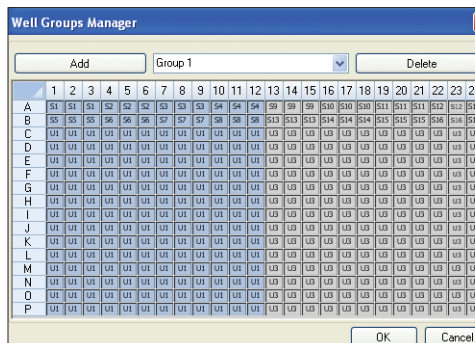 Well Groups Manager
Add Group 1 Delete
1 2 3 4 5 6 7 8 9 10 11 12 13 14 15 16 17 18 19 20 21 22 23
A S1 S1 S1 S2 S2 S2 S3 S3 S3 S4 S4 S4 S9 S9 S9 S10 S10 S10 S11 S11 S11 S12 S12
B S5 S5 S5 S6 S6 S6 S7 S7 S7 S8 S8 S8 S13 S13 S13 S14 S14 S14 S15 S15 S15 S16 S16
C U1 U1 U1 U1 U1 U1 U1 U1 U1 U1 U1 U1 U3 U3 U3 U3 U3 U3 U3 U3 U3 U3 U3
D U1 U1 U1 U1 U1 U1 U1 U1 U1 U1 U1 U1 U3 U3 U3 U3 U3 U3 U3 U3 U3 U3 U3
E U1 U1 U1 U1 U1 U1 U1 U1 U1 U1 U1 U1 U3 U3 U3 U3 U3 U3 U3 U3 U3 U3 U3
F U1 U1 U1 U1 U1 U1 U1 U1 U1 U1 U1 U1 U3 U3 U3 U3 U3 U3 U3 U3 U3 U3 U3
G U1 U1 U1 U1 U1 U1 U1 U1 U1 U1 U1 U1 U3 U3 U3 U3 U3 U3 U3 U3 U3 U3 U3
H U1 U1 U1 U1 U1 U1 U1 U1 U1 U1 U1 U1 U3 U3 U3 U3 U3 U3 U3 U3 U3 U3 U3
I U1 U1 U1 U1 U1 U1 U1 U1 U1 U1 U1 U1 U3 U3 U3 U3 U3 U3 U3 U3 U3 U3 U3
J U1 U1 U1 U1 U1 U1 U1 U1 U1 U1 U1 U1 U3 U3 U3 U3 U3 U3 U3 U3 U3 U3 U3
K U1 U1 U1 U1 U1 U1 U1 U1 U1 U1 U1 U1 U3 U3 U3 U3 U3 U3 U3 U3 U3 U3 U3
L U1 U1 U1 U1 U1 U1 U1 U1 U1 U1 U1 U1 U3 U3 U3 U3 U3 U3 U3 U3 U3 U3 U3
M U1 U1 U1 U1 U1 U1 U1 U1 U1 U1 U1 U1 U3 U3 U3 U3 U3 U3 U3 U3 U3 U3 U3
N U1 U1 U1 U1 U1 U1 U1 U1 U1 U1 U1 U1 U3 U3 U3 U3 U3 U3 U3 U3 U3 U3 U3
O U1 U1 U1 U1 U1 U1 U1 U1 U1 U1 U1 U1 U3 U3 U3 U3 U3 U3 U3 U3 U3 U3 U3
P U1 U1 U1 U1 U1 U1 U1 U1 U1 U1 U1 U1 U3 U3 U3 U3 U3 U3 U3 U3 U3 U3 U3
OK Cancel